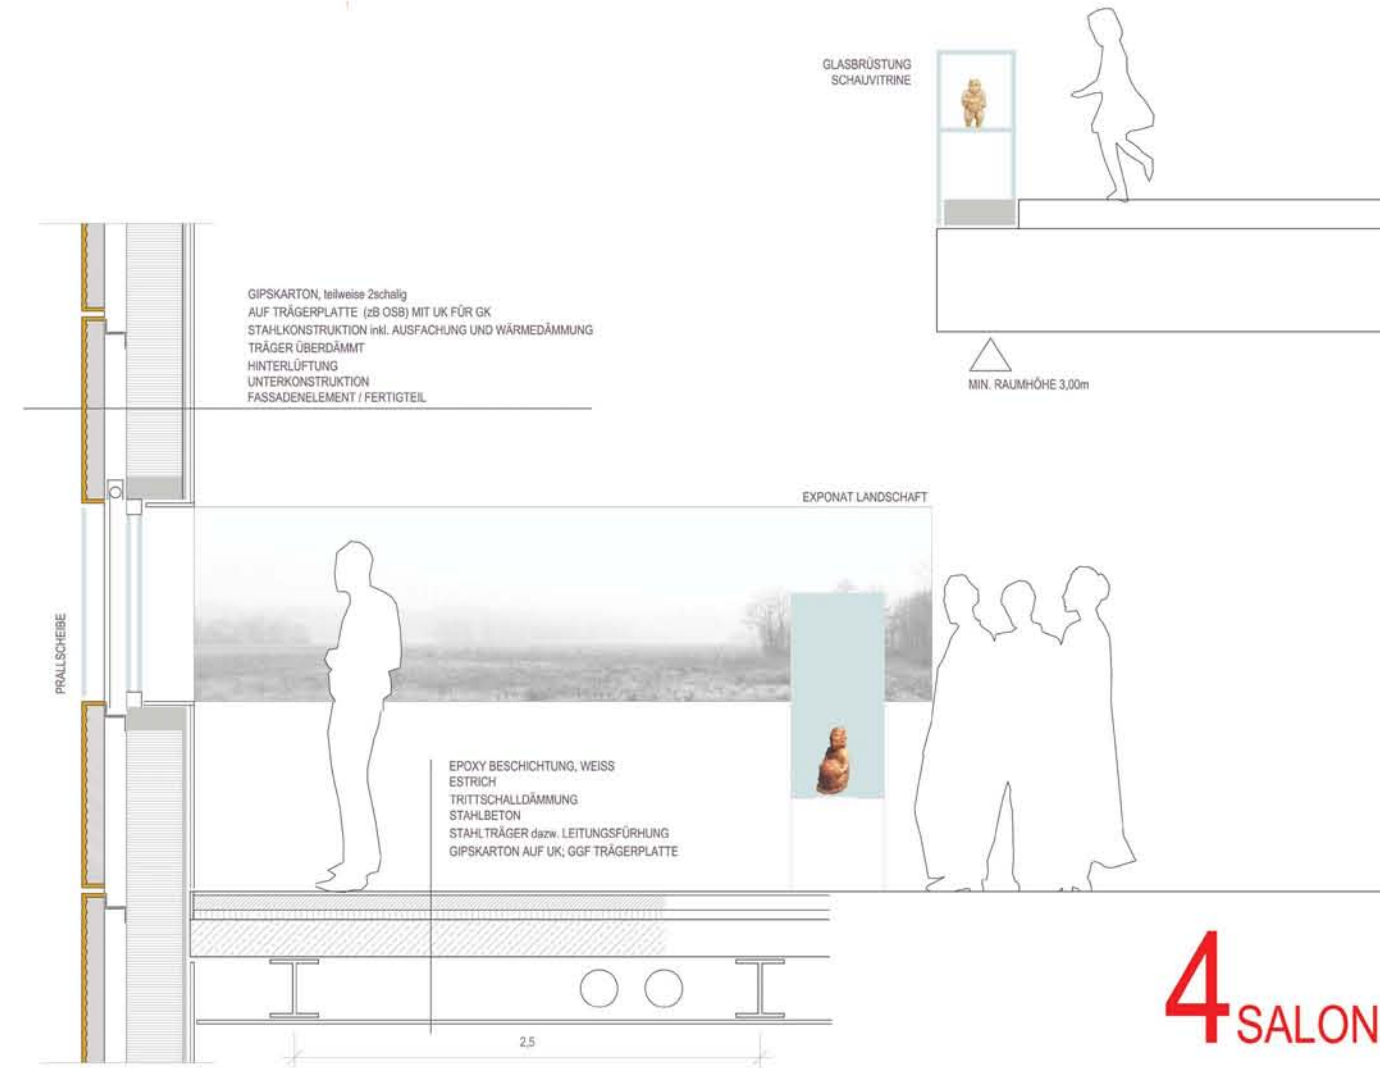 GLASBRÜSTUNG
SCHAUVITRINE
GIPSKARTON, teilweise 2schalig
AUF TRÄGERPLATTE (zB OSB) MIT UK FÜR GK
STAHLKONSTRUKTION inkl. AUSFACHUNG UND WÄRMEDÄMMUNG
TRÄGER ÜBERDÄMMT
HINTERLÜFTUNG
UNTERKONSTRUKTION
FASSADENELEMENT / FERTIGTEIL
MIN. RAUMHÖHE 3,00m
EXPONAT LANDSCHAFT
PRALLSCHEIBE
EPOXY BESCHICHTUNG, WEISS
ESTRICH
TRITTSCHALLDÄMMUNG
STAHLBETON
STAHLTRÄGER dazw. LEITUNGSFÜRHUNG
GIPSKARTON AUF UK; GGF TRÄGERPLATTE
2,5
4 SALON